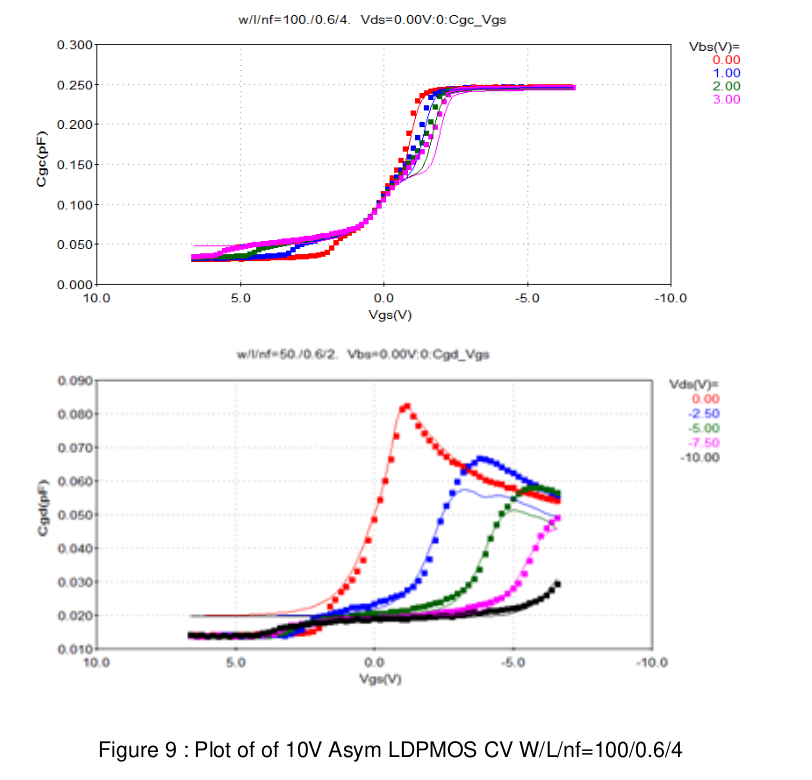 w/l/nf=100./0.6/4. Vds=0.00V:0:Cgc_Vgs
Vbs(V)=
0.00
1.00
2.00
3.00
0.300
0.250
0.200
0.150
0.100
0.050
0.000
Cgc(pF)
10.0 5.0 0.0 -5.0 -10.0
Vgs(V)
w/l/nf=50./0.6/2. Vbs=0.00V:0:Cgd_Vgs
Vds(V)=
0.00
-2.50
-5.00
-7.50
-10.00
0.090
0.080
0.070
0.060
0.050
0.040
0.030
0.020
0.010
Cgd(pF)
10.0 5.0 0.0 -5.0 -10.0
Vgs(V)
Figure 9 : Plot of of 10V Asym LDPMOS CV W/L/nf=100/0.6/4